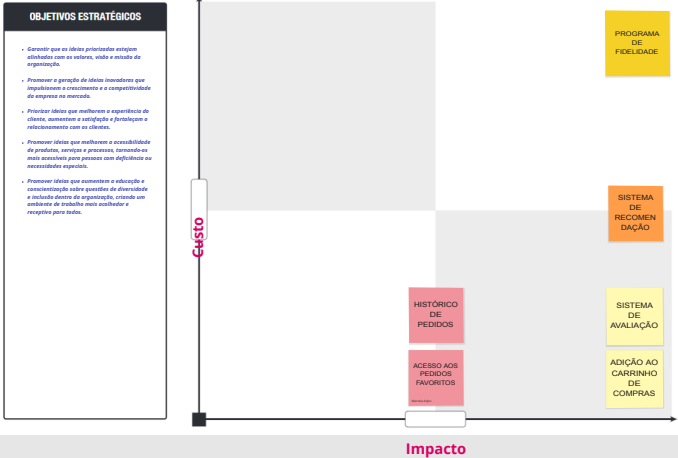 OBJETIVOS ESTRATÉGICOS
Garantir que as ideias priorizadas estejam
alinhadas com os valores, visão e missão da
organização.
Promover a geração de ideias inovadoras que
impulsionem o crescimento e a competitividade
da empresa no mercado.
Priorizar ideias que melhorem a experiência do
cliente, aumentem a satisfação e fortaleçam o
relacionamento com os clientes.
Promover ideias que melhorem a acessibilidade
de produtos, serviços e processos, tornando-os
mais acessíveis para pessoas com deficiência ou
necessidades especiais.
Promover ideias que aumentem a educação e
conscientização sobre questões de diversidade
e inclusão dentro da organização, criando um
ambiente de trabalho mais acolhedor e
receptivo para todos.
Custo
PROGRAMA
DE
FIDELIDADE
SISTEMA
DE
RECOMEN
DAÇÃO
HISTÓRICO
DE
PEDIDOS
SISTEMA
DE
AVALIAÇÃO
ACESSO AOS
PEDIDOS
FAVORITOS
ADIÇÃO AO
CARRINHO
DE
COMPRAS
Impacto